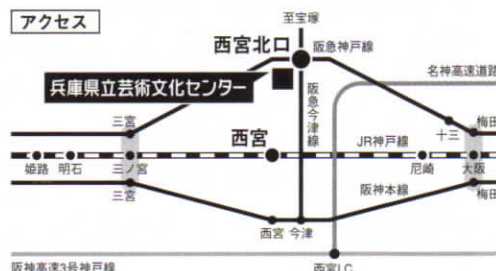 アクセス
至宝塚
西宮北口
阪急神戸線
兵庫県立芸術文化センター
阪急今津線
名神高速道路
三宮
十三
梅田
西宮
JR神戸線
姫路
明石
三ノ宮
尼崎
大阪
三宮
阪神本線
梅田
西宮
今津
阪神高速3号神戸線
西宮I.C